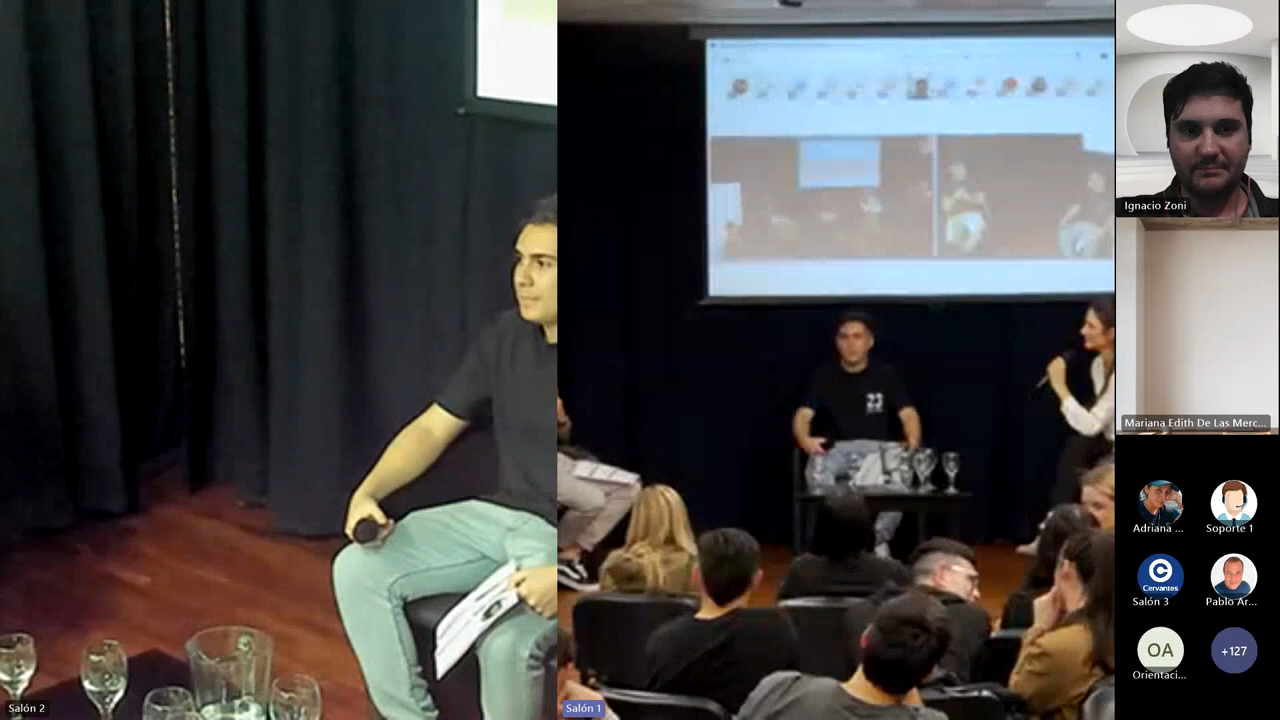 Salón 2
23
Salón 1
Ignacio Zoni
Mariana Edith De Las Merc...
Adriana ...
Soporte 1
Cervantes
Salón 3
Pablo Ar...
OA
Orientaci...
+127